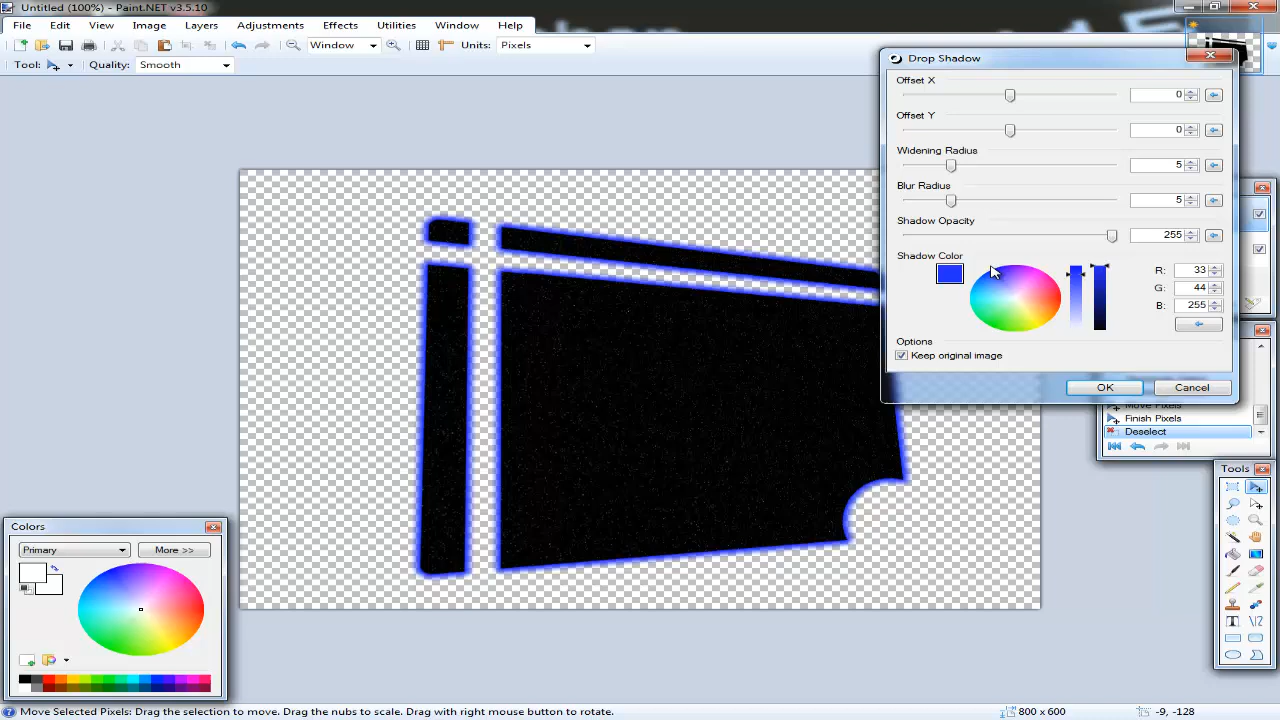 Untitled (100%) - Paint.NET v3.5.10
File Edit View Image Layers Adjustments Effects Utilities Window Help
Window Units: Pixels
Tool: Quality: Smooth
Drop Shadow
Offset X
0
Offset Y
0
Widening Radius
5
Blur Radius
5
Shadow Opacity
255
Shadow Color
R: 33
G: 44
B: 255
Options
Keep original image
OK Cancel
Move Pixels
Finish Pixels
Deselect
Tools
Colors
Primary More >>
Move Selected Pixels: Drag the selection to move. Drag the nubs to scale. Drag with right mouse button to rotate. 800 x 600 -9, -128